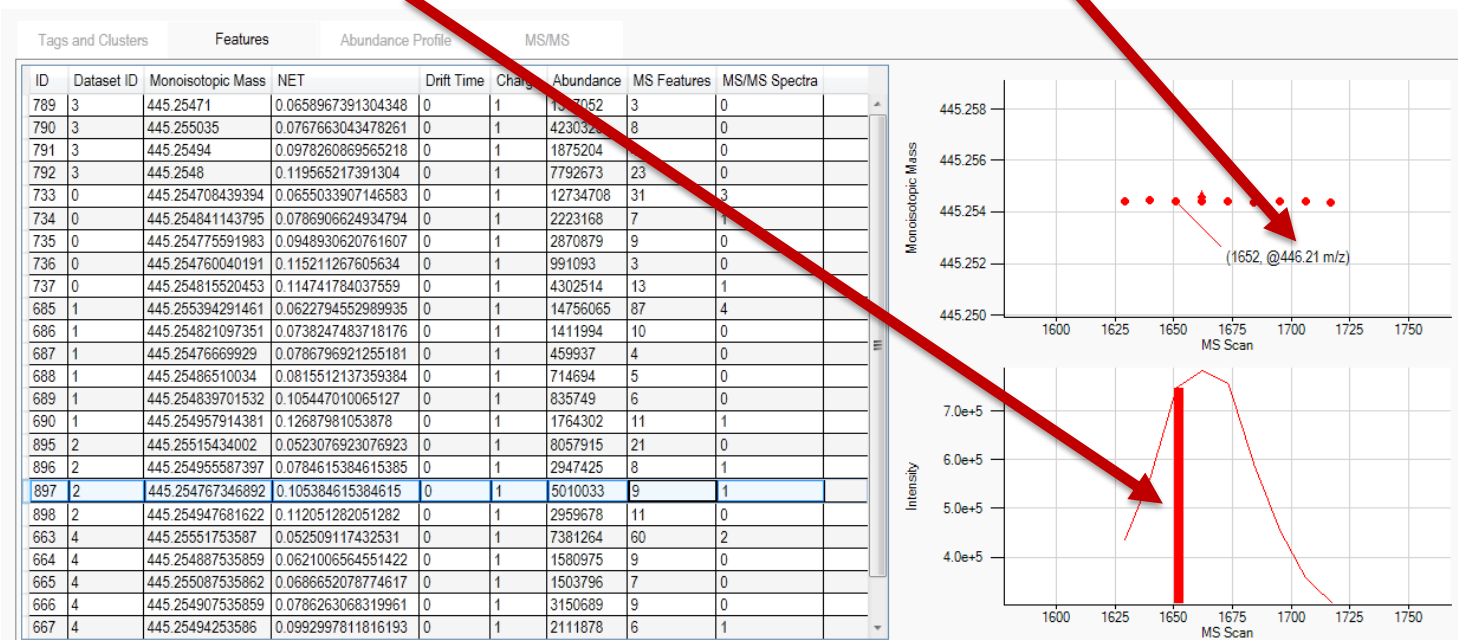 Tags and Clusters Features Abundance Profile MS/MS
ID Dataset ID Monoisotopic Mass NET Drift Time Abundance MS Features MS/MS Spectra
789 3 445.25471 0.0658967391304348 0 1 3 0
790 3 445.255035 0.0767663043478261 0 1 8 0
791 3 445.25494 0.0978260869565218 0 1 1875204 0
792 3 445.2548 0.119565217391304 0 1 7792673 23 0
733 0 445.254708439394 0.0655033907146583 0 1 12734708 31 3
734 0 445.254841143795 0.0786906624934794 0 1 2223168 7
735 0 445.254775591983 0.0948930620761607 0 1 2870879 9 0
736 0 445.254760040191 0.115211267605634 0 1 991093 3 0
737 0 445.254815520453 0.114741784037559 0 1 4302514 13 1
685 1 445.255394291461 0.0622794552989935 0 1 14756065 87 4
686 1 445.254821097351 0.0738247483718176 0 1 1411994 10 0
687 1 445.25476669929 0.0786796921255181 0 1 459937 4 0
688 1 445.25486510034 0.0815512137359384 0 1 714694 5 0
689 1 445.254839701532 0.105447010065127 0 1 835749 6 0
690 1 445.254957914381 0.12687981053878 0 1 1764302 11 1
895 2 445.25515434002 0.0523076923076923 0 1 8057915 21 0
896 2 445.254955587397 0.0784615384615385 0 1 2947425 8 1
897 2 445.254767346892 0.105384615384615 0 1 5010033 9 1
898 2 445.254947681622 0.112051282051282 0 1 2959678 11 0
663 4 445.25551753587 0.052509117432531 0 1 7381264 60 2
664 4 445.254887535859 0.0621006564551422 0 1 1580975 9 0
665 4 445.255087535862 0.0686652078774617 0 1 1503796 7 0
666 4 445.254907535859 0.0786263068319961 0 1 3150689 9 0
667 4 445.25494253586 0.0992997811816193 0 1 2111878 6 1
Monoisotopic Mass
445.258
445.256
445.254
445.252
445.250
(1652, @446.21 m/z)
1600 1625 1650 1675 1700 1725 1750
MS Scan
Intensity
7.0e+5
6.0e+5
5.0e+5
4.0e+5
1600 1625 1650 1675 1700 1725 1750
MS Scan